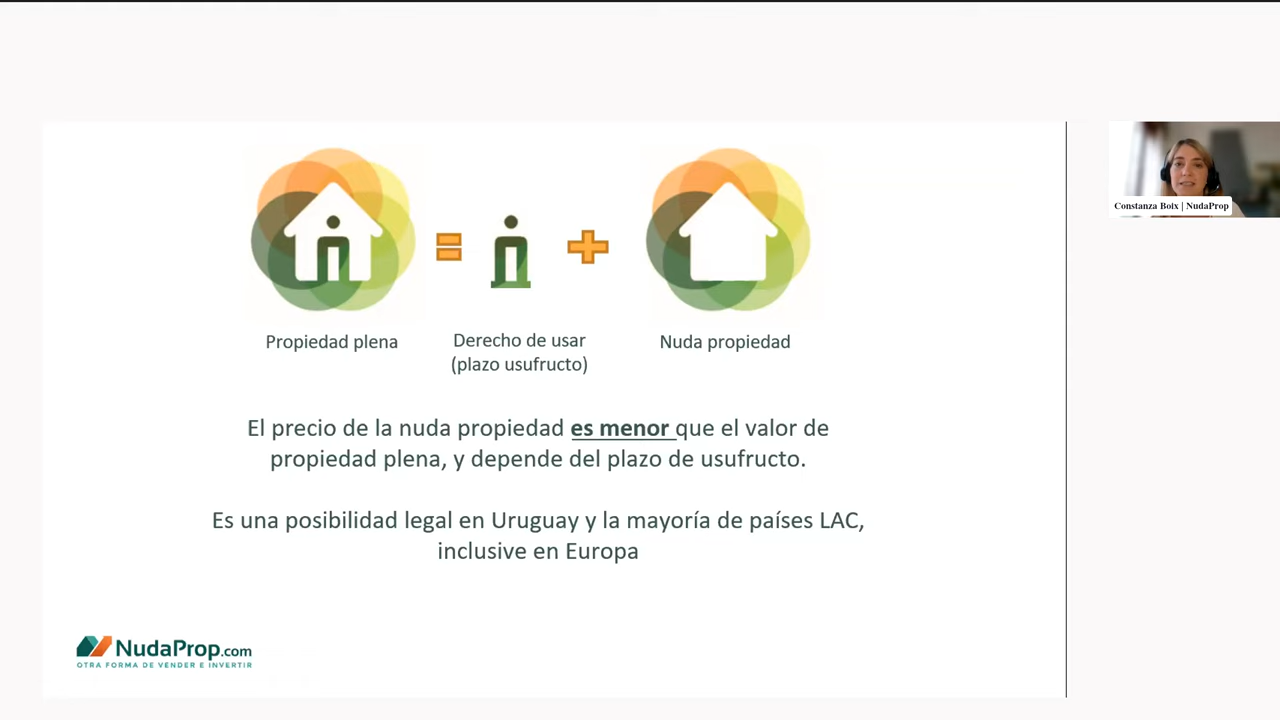 Constanza Boix | NudaProp
Propiedad plena
Derecho de usar
(plazo usufructo)
Nuda propiedad
El precio de la nuda propiedad es menor que el valor de
propiedad plena, y depende del plazo de usufructo.
Es una posibilidad legal en Uruguay y la mayoría de países LAC,
inclusive en Europa
NudaProp.com
OTRA FORMA DE VENDER E INVERTIR